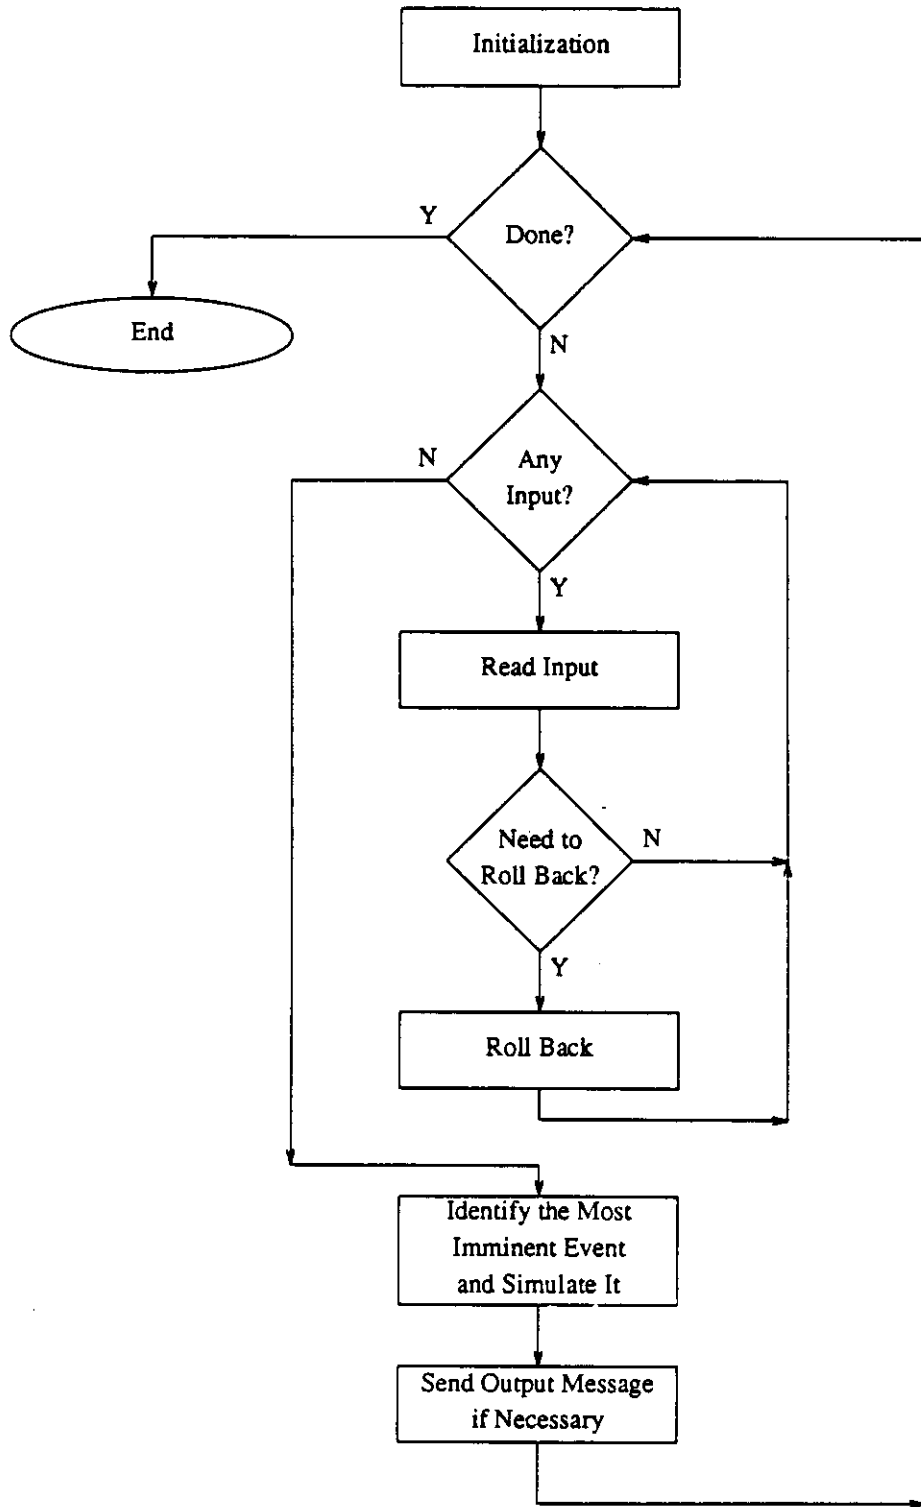 Initialization
Y
Done?
End
N
N
Any
Input?
Y
Read Input
Need to
Roll Back?
N
Y
Roll Back
Identify the Most
Imminent Event
and Simulate It
Send Output Message
if Necessary